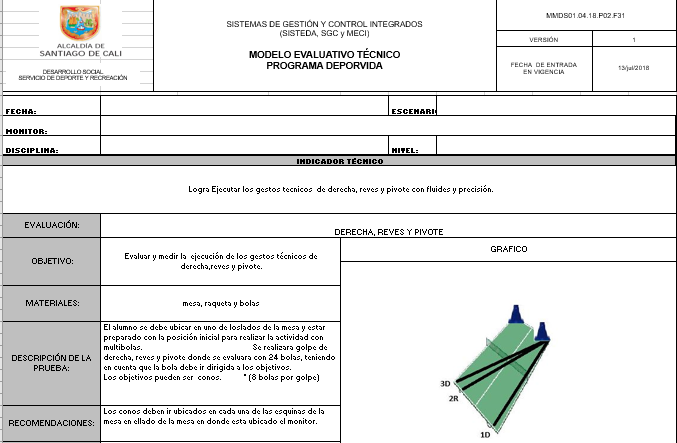 ALCALDÍA DE
SANTIAGO DE CALI
DESARROLLO SOCIAL
SERVICIO DE DEPORTE Y RECREACIÓN
SISTEMAS DE GESTIÓN Y CONTROL INTEGRADOS
(SISTEDA, SGC y MECI)
MODELO EVALUATIVO TÉCNICO
PROGRAMA DEPORVIDA
MMDS01.04.18.P02.F31
VERSIÓN
1
FECHA DE ENTRADA
EN VIGENCIA
13/jul/2018
FECHA:
ESCENARI
MONITOR:
DISCIPLINA:
NIVEL:
INDICADOR TÉCNICO
Logra Ejecutar los gestos tecnicos de derecha, reves y pivote con fluides y precisión.
EVALUACIÓN:
DERECHA, REVES Y PIVOTE
OBJETIVO:
Evaluar y medir la ejecución de los gestos técnicos de
derecha,reves y pivote.
GRAFICO
MATERIALES:
mesa, raqueta y bolas
DESCRIPCIÓN DE LA
PRUEBA:
El alumno se debe ubicar en uno de loslados de la mesa y estar
preparado con la posición inicial para realizar la actividad con
multibolas. Se realizara golpe de
derecha, reves y pivote donde se evaluara con 24 bolas, teniendo
en cuenta que la bola debe ir dirigida a los objetivos.
Los objetivos pueden ser conos. * (8 bolas por golpe)
3D
2R
1D
RECOMENDACIONES:
Los conos deben ir ubicados en cada una de las esquinas de la
mesa en ellado de la mesa en donde esta ubicado el monitor.